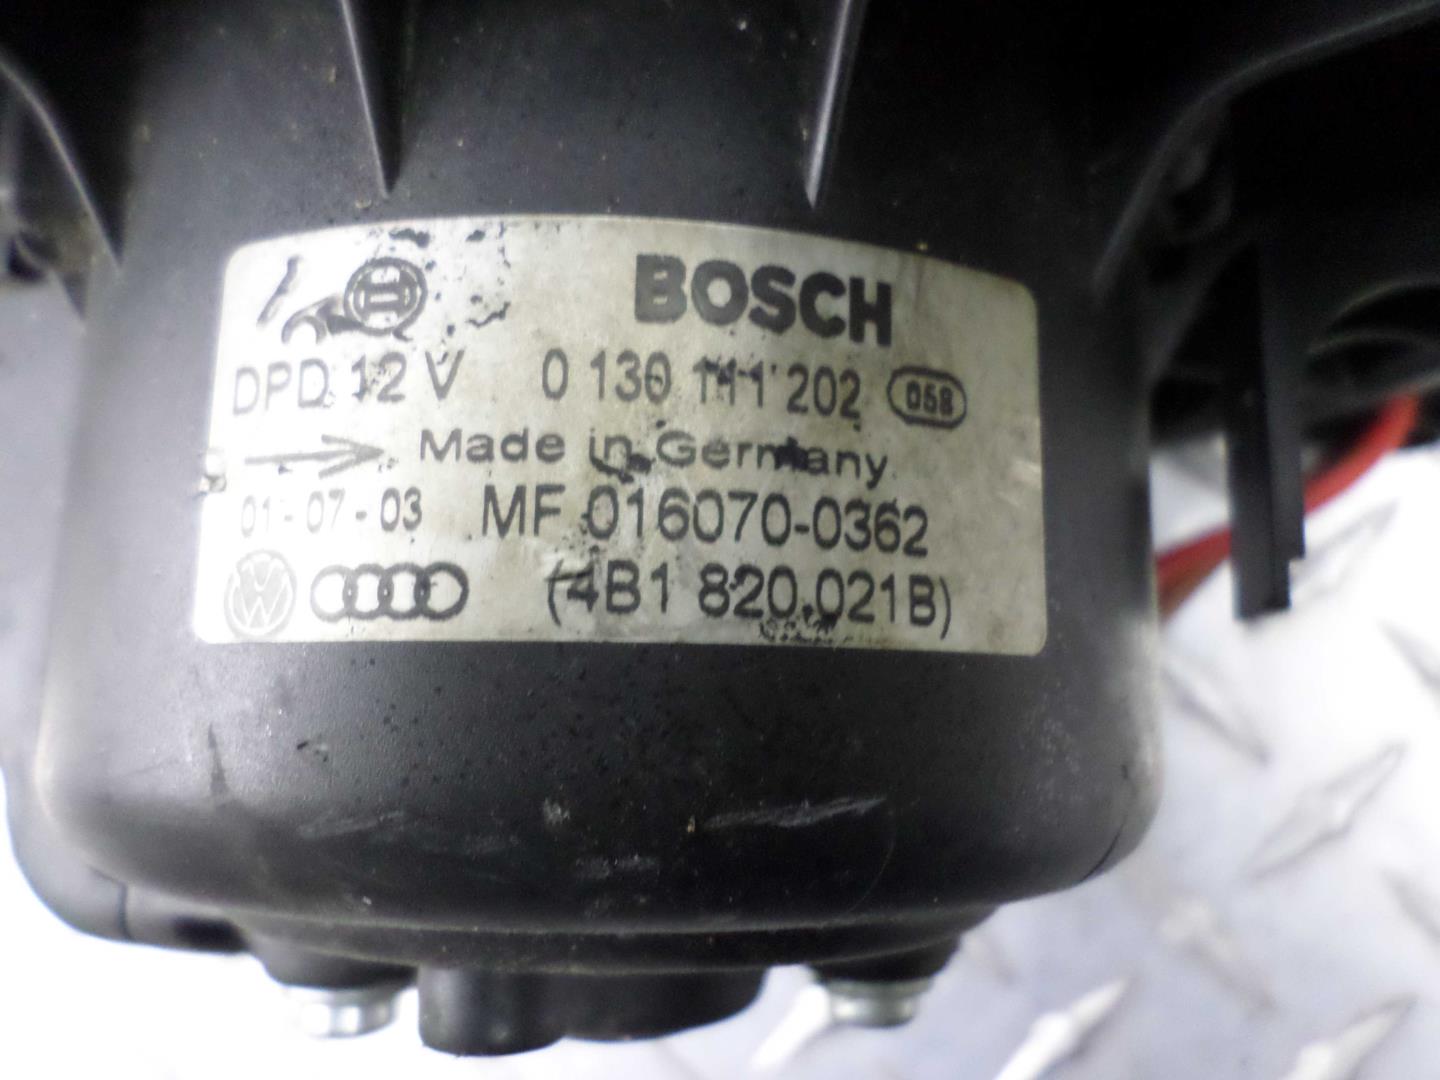 BOSCH
DPD 12 V 0 130 111 202 058
Made in Germany
01-07-03 MF 016070-0362
VW (4B1 820.021B)